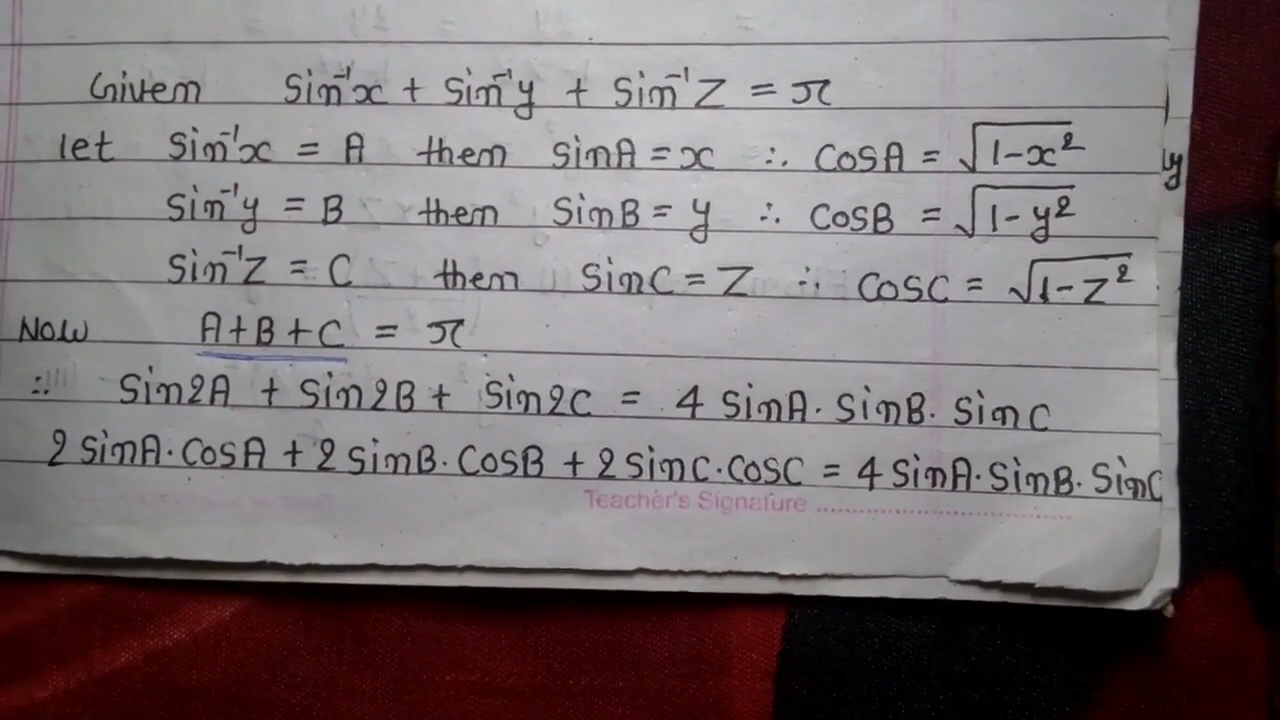 Given Sin⁻¹x + Sin⁻¹y + Sin⁻¹Z = π
let Sin⁻¹x = A then sinA = x ∴ COSA = √1-x²
Sin⁻¹y = B then SinB = y ∴ COSB = √1-y²
Sin⁻¹Z = C then SinC = Z ∴ COSC = √1-Z²
Now A+B+C = π
∴ Sin2A + Sin2B + Sin2C = 4 SinA. SinB. SinC
2 SinA.COSA + 2 SinB.COSB + 2 SinC.COSC = 4 SinA.SinB.SinC
Teacher's Signature ........................................